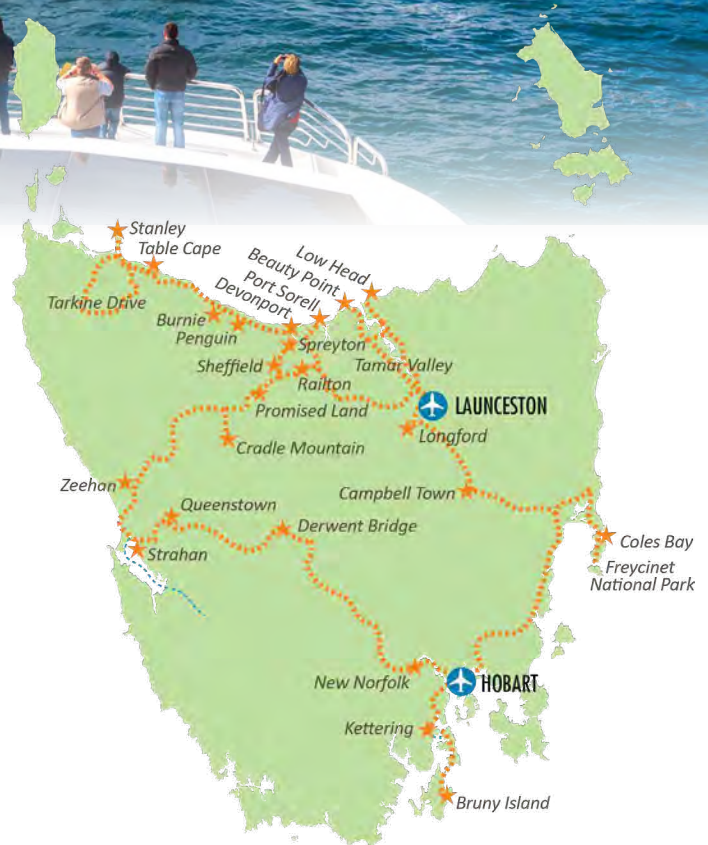 Stanley
Table Cape
Low Head
Beauty Point
Port Sorell
Devonport
Tarkine Drive
Burnie
Penguin
Spreyton
Sheffield
Tamar Valley
Railton
Promised Land
LAUNCESTON
Longford
Cradle Mountain
Zeehan
Campbell Town
Queenstown
Derwent Bridge
Coles Bay
Strahan
Freycinet
National Park
New Norfolk
HOBART
Kettering
Bruny Island